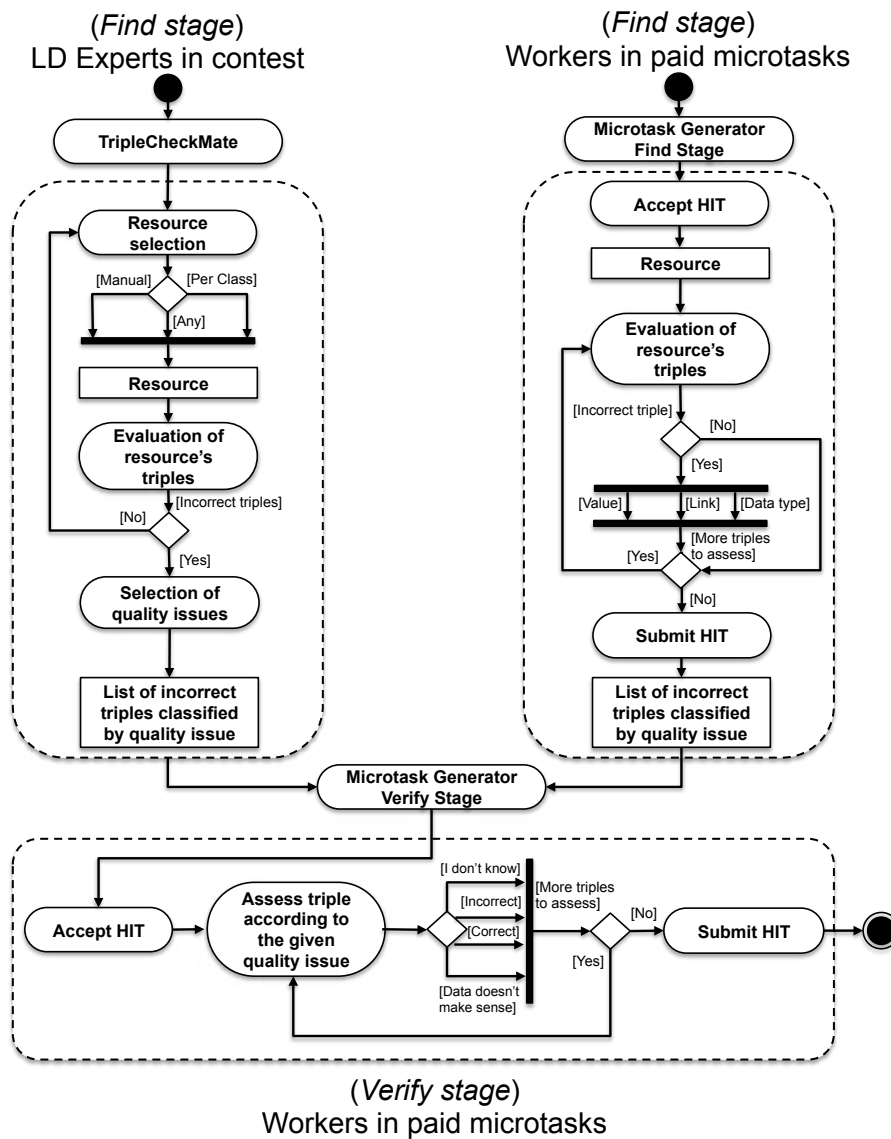 (Find stage)
LD Experts in contest
TripleCheckMate
Resource
selection
[Manual]
[Per Class]
[Any]
Resource
Evaluation of
resource's
triples
[Incorrect triples]
[No]
[Yes]
Selection of
quality issues
List of incorrect
triples classified
by quality issue
(Find stage)
Workers in paid microtasks
Microtask Generator
Find Stage
Accept HIT
Resource
Evaluation of
resource's
triples
[Incorrect triple]
[No]
[Yes]
[Value]
[Link]
[Data type]
[More triples
to assess]
[Yes]
[No]
Submit HIT
List of incorrect
triples classified
by quality issue
Microtask Generator
Verify Stage
Accept HIT
Assess triple
according to
the given
quality issue
[I don't know]
[Incorrect]
[Correct]
[Data doesn't
make sense]
[More triples
to assess]
[No]
[Yes]
Submit HIT
(Verify stage)
Workers in paid microtasks